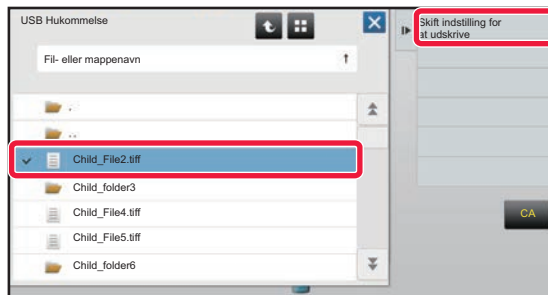 USB Hukommelse
Skift indstilling for
at udskrive
Fil- eller mappenavn
.
..
Child_File2.tiff
Child_folder3
Child_File4.tiff
Child_File5.tiff
Child_folder6
CA